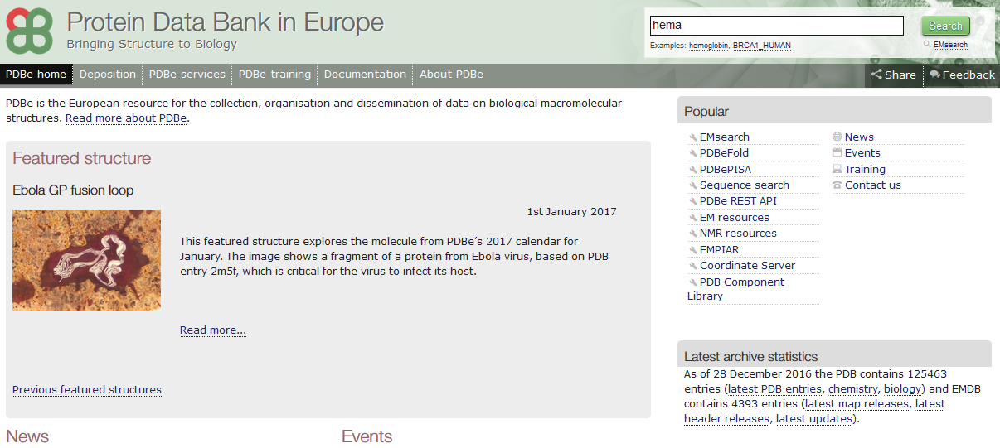 Protein Data Bank in Europe
Bringing Structure to Biology
hema
Search
Examples: hemoglobin, BRCA1_HUMAN
EMsearch
PDBe home
Deposition
PDBe services
PDBe training
Documentation
About PDBe
Share
Feedback
PDBe is the European resource for the collection, organisation and dissemination of data on biological macromolecular
structures. Read more about PDBe.
Featured structure
Ebola GP fusion loop
1st January 2017
This featured structure explores the molecule from PDBe´s 2017 calendar for
January. The image shows a fragment of a protein from Ebola virus, based on PDB
entry 2m5f, which is critical for the virus to infect its host.
Read more...
Previous featured structures
News
Events
Popular
EMsearch
PDBeFold
PDBePISA
Sequence search
PDBe REST API
EM resources
NMR resources
EMPIAR
Coordinate Server
PDB Component
Library
News
Events
Training
Contact us
Latest archive statistics
As of 28 December 2016 the PDB contains 125463
entries (latest PDB entries, chemistry, biology) and EMDB
contains 4393 entries (latest map releases, latest
header releases, latest updates).